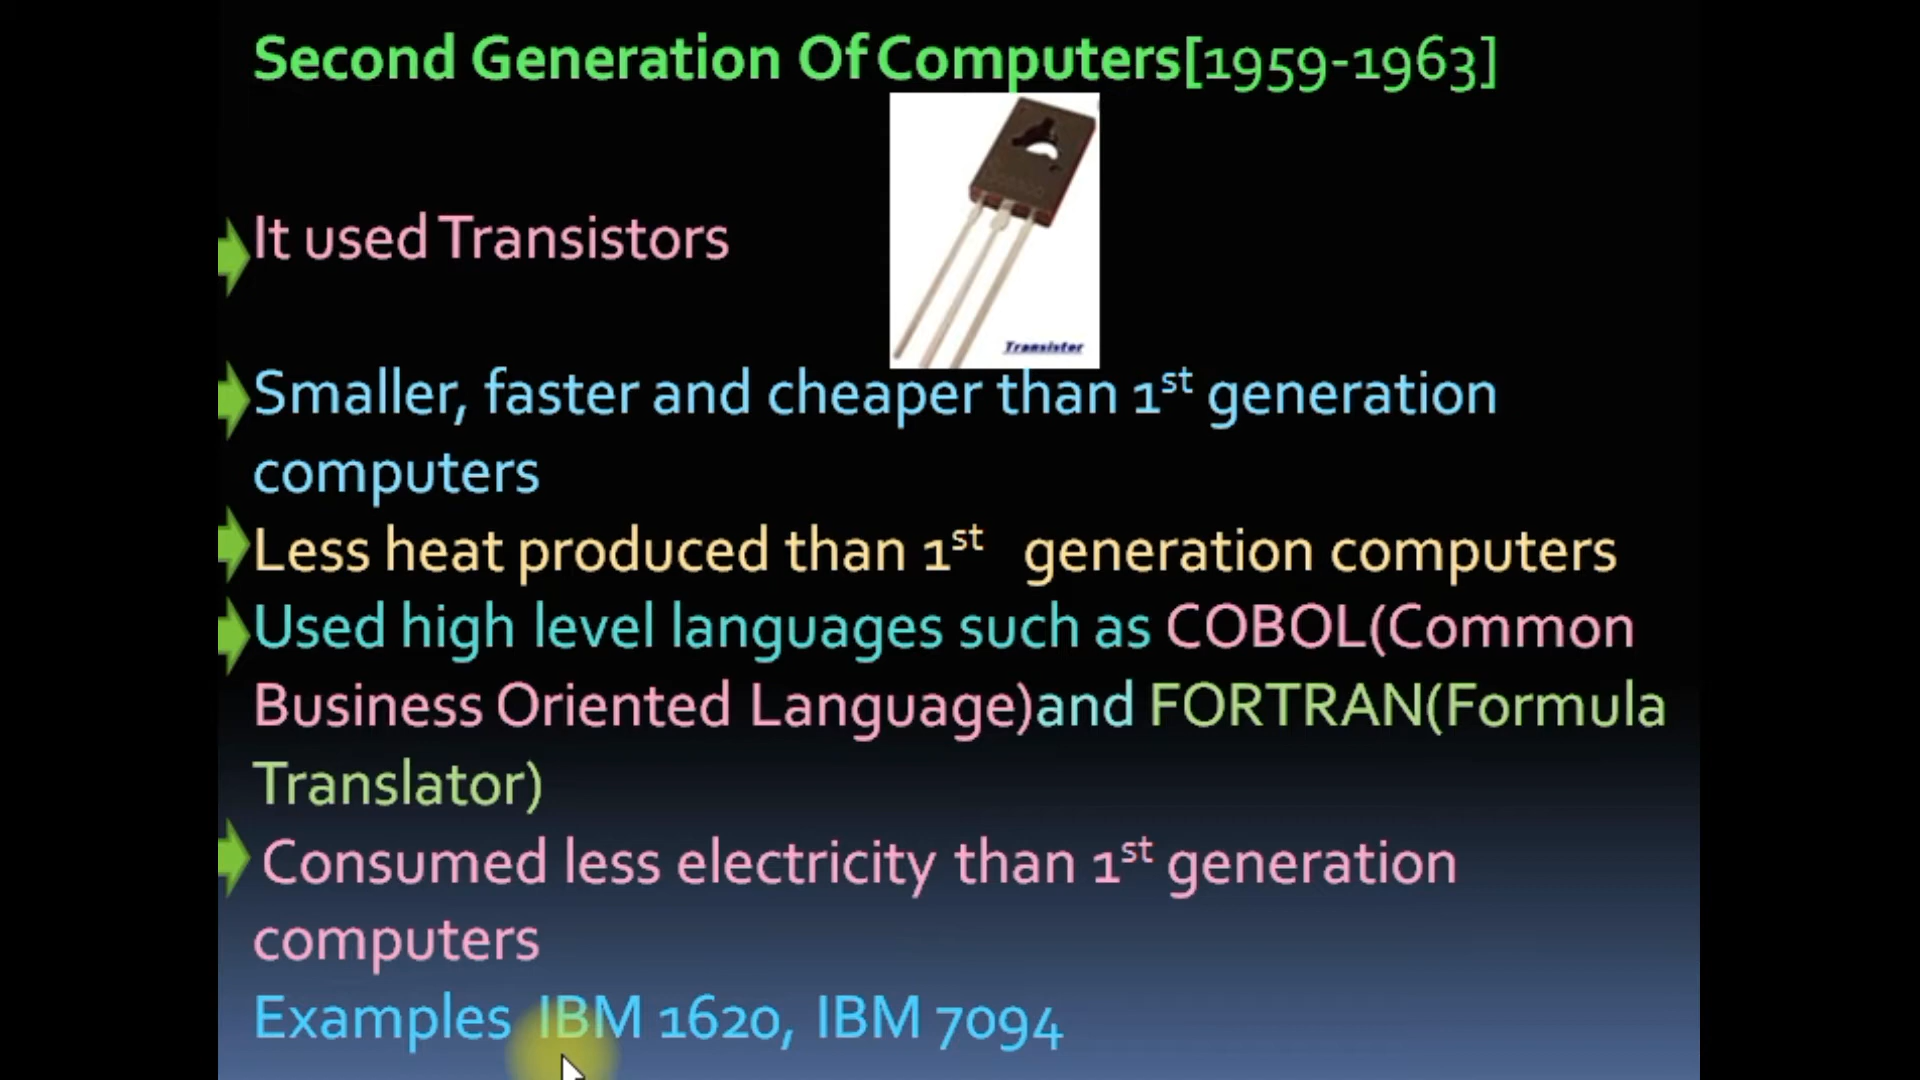 Second Generation Of Computers[1959-1963]
It used Transistors
Transister
Smaller, faster and cheaper than 1st generation
computers
Less heat produced than 1st generation computers
Used high level languages such as COBOL(Common
Business Oriented Language)and FORTRAN(Formula
Translator)
Consumed less electricity than 1st generation
computers
Examples IBM 1620, IBM 7094